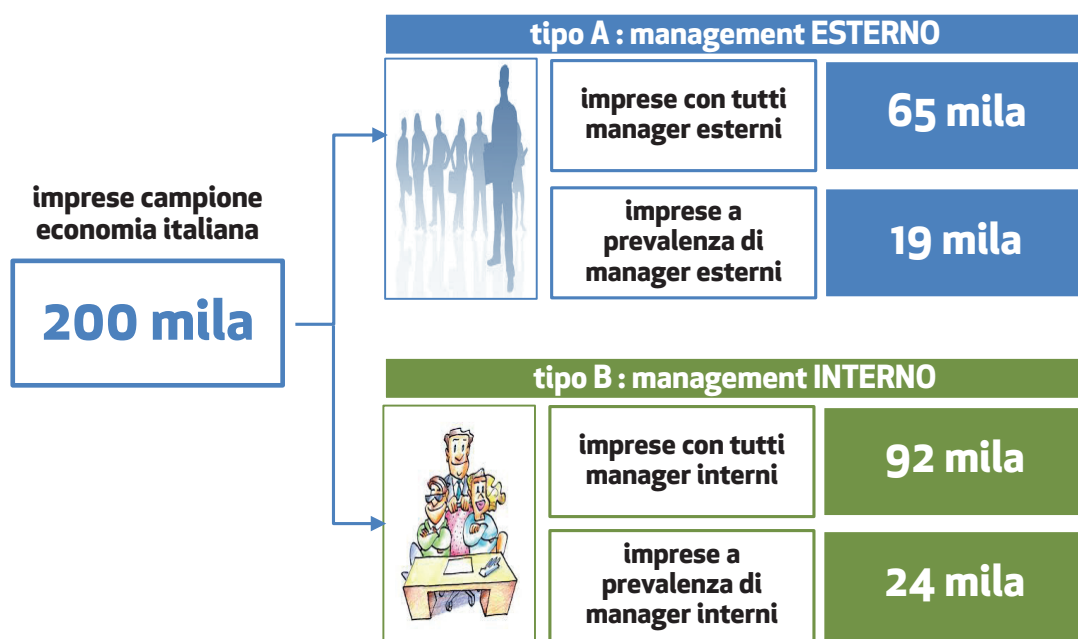 tipo A : management ESTERNO
imprese con tutti
manager esterni
65 mila
imprese a
prevalenza di
manager esterni
19 mila
imprese campione
economia italiana
200 mila
tipo B : management INTERNO
imprese con tutti
manager interni
92 mila
imprese a
prevalenza di
manager interni
24 mila